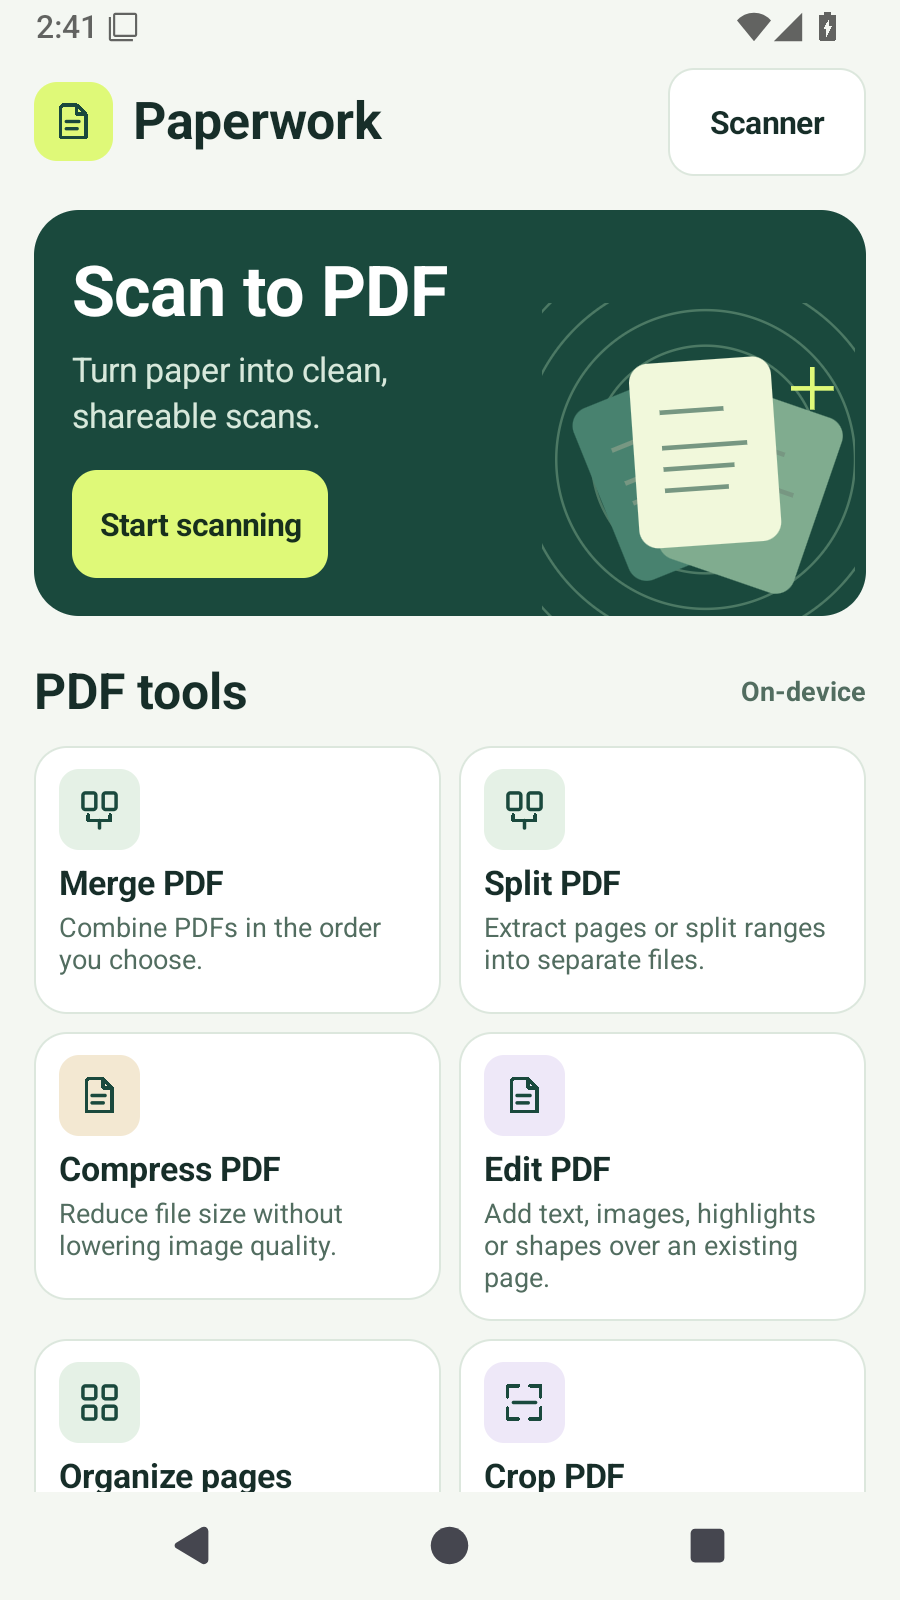 2:41
Paperwork
Scanner
Scan to PDF
Turn paper into clean,
shareable scans.
Start scanning
PDF tools
On-device
Merge PDF
Combine PDFs in the order
you choose.
Split PDF
Extract pages or split ranges
into separate files.
Compress PDF
Reduce file size without
lowering image quality.
Edit PDF
Add text, images, highlights
or shapes over an existing
page.
Organize pages
Crop PDF